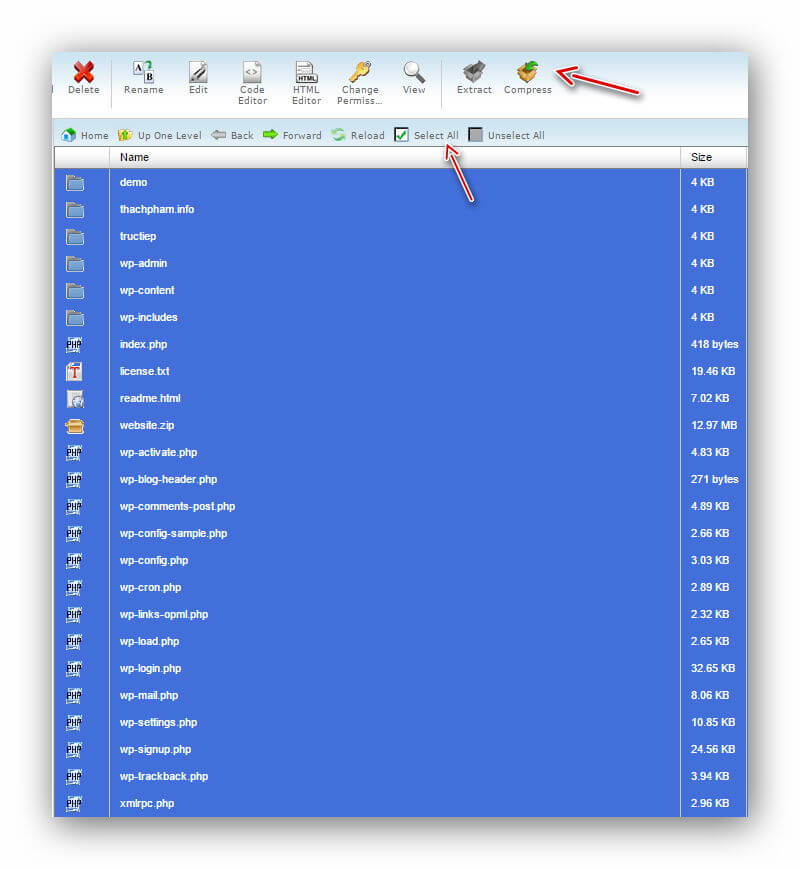 Delete Rename Edit Code Editor HTML Editor Change Permiss... View Extract Compress
Home Up One Level Back Forward Reload Select All Unselect All
Name Size
demo 4 KB
thachpham.info 4 KB
tructiep 4 KB
wp-admin 4 KB
wp-content 4 KB
wp-includes 4 KB
index.php 418 bytes
license.txt 19.46 KB
readme.html 7.02 KB
website.zip 12.97 MB
wp-activate.php 4.83 KB
wp-blog-header.php 271 bytes
wp-comments-post.php 4.89 KB
wp-config-sample.php 2.66 KB
wp-config.php 3.03 KB
wp-cron.php 2.89 KB
wp-links-opml.php 2.32 KB
wp-load.php 2.65 KB
wp-login.php 32.65 KB
wp-mail.php 8.06 KB
wp-settings.php 10.85 KB
wp-signup.php 24.56 KB
wp-trackback.php 3.94 KB
xmlrpc.php 2.96 KB